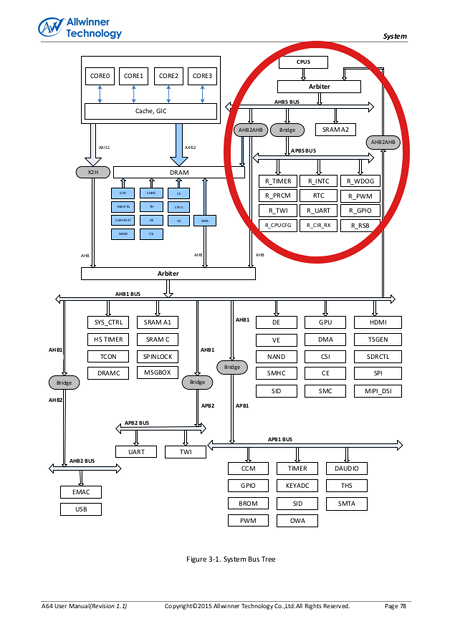 Allwinner
Technology
System
CPUS
Arbiter
CORE0 CORE1 CORE2 CORE3
Cache, GIC
AHBS BUS
AHB2AHB Bridge SRAM A2
AHB2AHB
APBS BUS
X2H DRAM
R_TIMER R_INTC R_WDOG
R_PRCM RTC R_PWM
R_TWI R_UART R_GPIO
R_CPUCFG R_CIR_RX R_RSB
AHB AHB AHB
Arbiter
AHB1 BUS
SYS_CTRL SRAM A1 AHB1 DE GPU HDMI
HS TIMER SRAM C VE DMA TSGEN
TCON SPINLOCK AHB1 AHB1 NAND CSI SDRCTL
DRAMC MSGBOX SMHC CE SPI
Bridge Bridge Bridge SID SMC MIPI_DSI
AHB2 APB2 APB1
APB2 BUS
APB1 BUS
UART TWI
AHB2 BUS
CCM TIMER DAUDIO
GPIO KEYADC THS
BROM SID SMTA
PWM OWA
EMAC
USB
Figure 3-1. System Bus Tree
A64 User Manual(Revision 1.1) Copyright©2015 Allwinner Technology Co.,Ltd.All Rights Reserved. Page 78